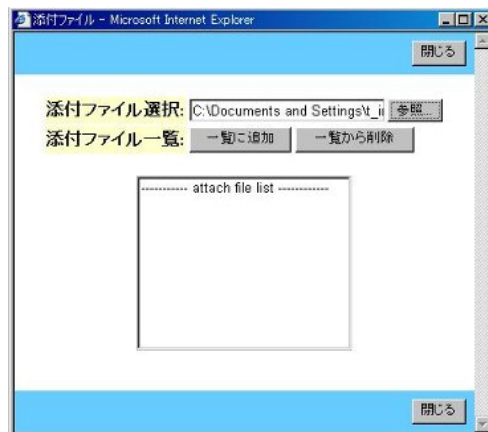 添付ファイル - Microsoft Internet Explorer
閉じる
添付ファイル選択: C:\Documents and Settings\t_i 参照...
添付ファイル一覧: 一覧に追加 一覧から削除
----------- attach file list ------------
閉じる